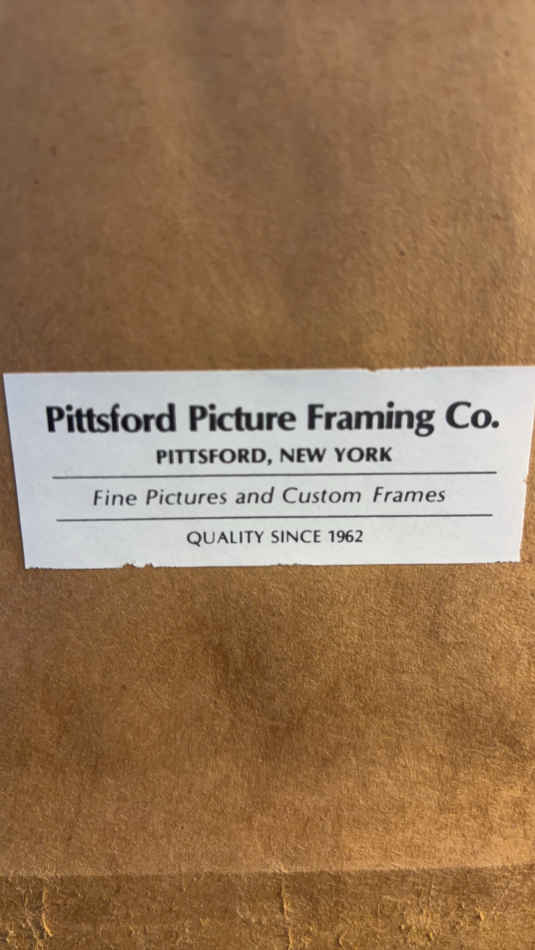 Pittsford Picture Framing Co.
PITTSFORD, NEW YORK
Fine Pictures and Custom Frames
QUALITY SINCE 1962